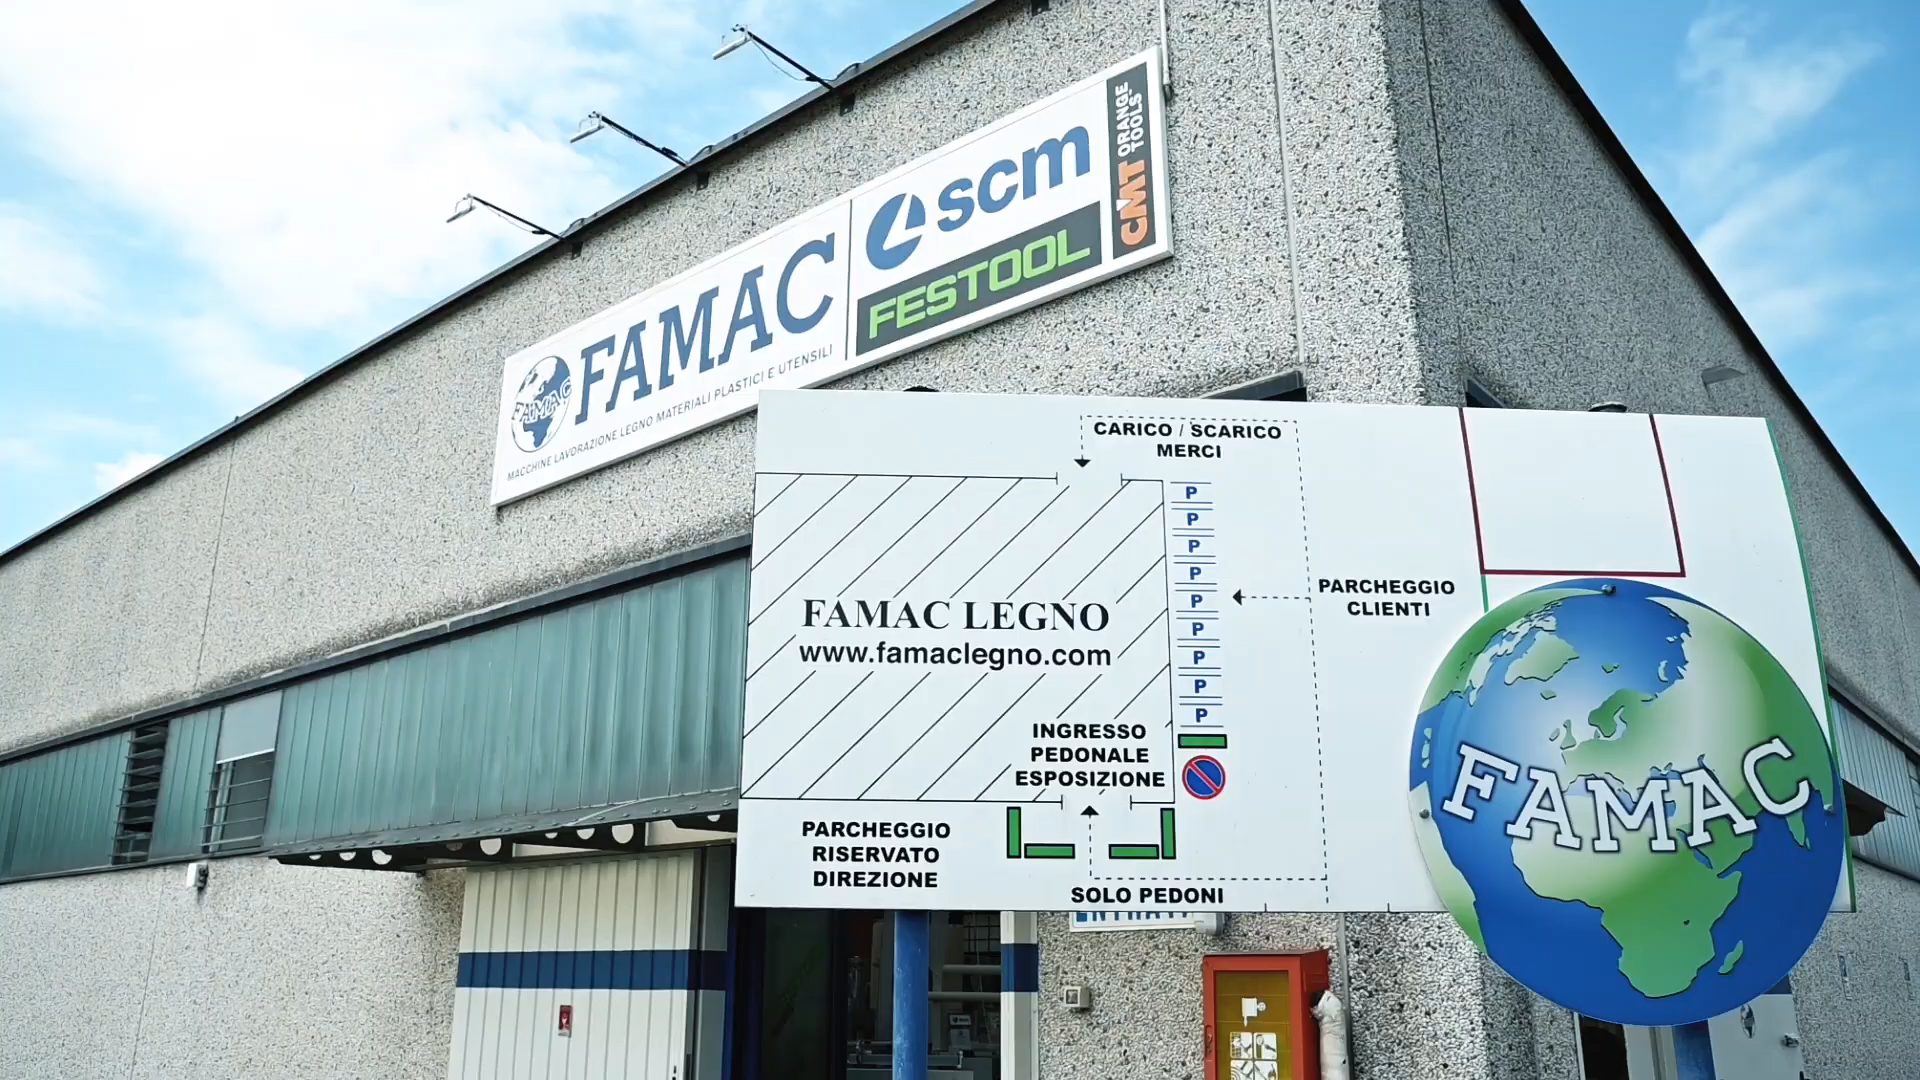 FAMAC
FAMAC
MACCHINE LAVORAZIONE LEGNO MATERIALI PLASTICI E UTENSILI
scm
FESTOOL
CMT ORANGE
TOOLS
CARICO / SCARICO
MERCI
P
P
P
P
P
P
P
P
P
PARCHEGGIO
CLIENTI
FAMAC LEGNO
www.famaclegno.com
INGRESSO
PEDONALE
ESPOSIZIONE
PARCHEGGIO
RISERVATO
DIREZIONE
SOLO PEDONI
FAMAC